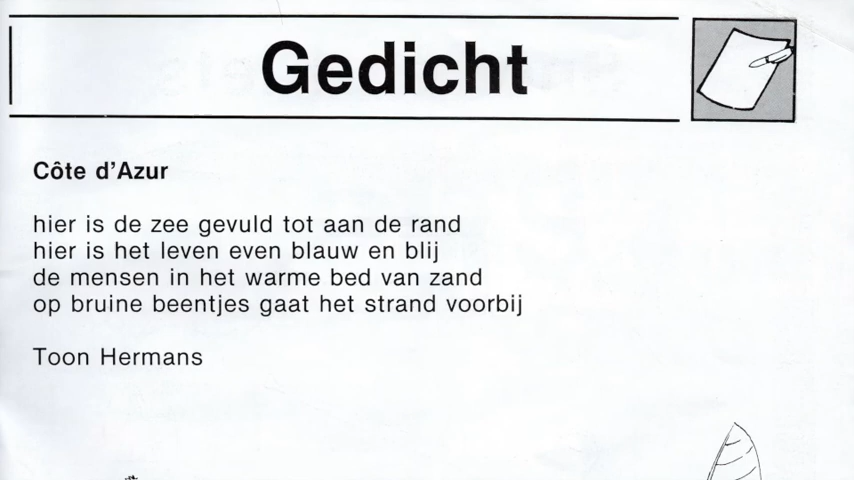 Gedicht
Côte d'Azur
hier is de zee gevuld tot aan de rand
hier is het leven even blauw en blij
de mensen in het warme bed van zand
op bruine beentjes gaat het strand voorbij
Toon Hermans